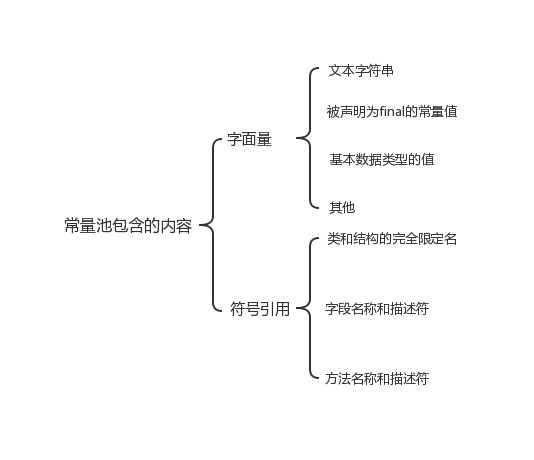 常量池包含的内容
字面量
文本字符串
被声明为final的常量值
基本数据类型的值
其他
符号引用
类和结构的完全限定名
字段名称和描述符
方法名称和描述符